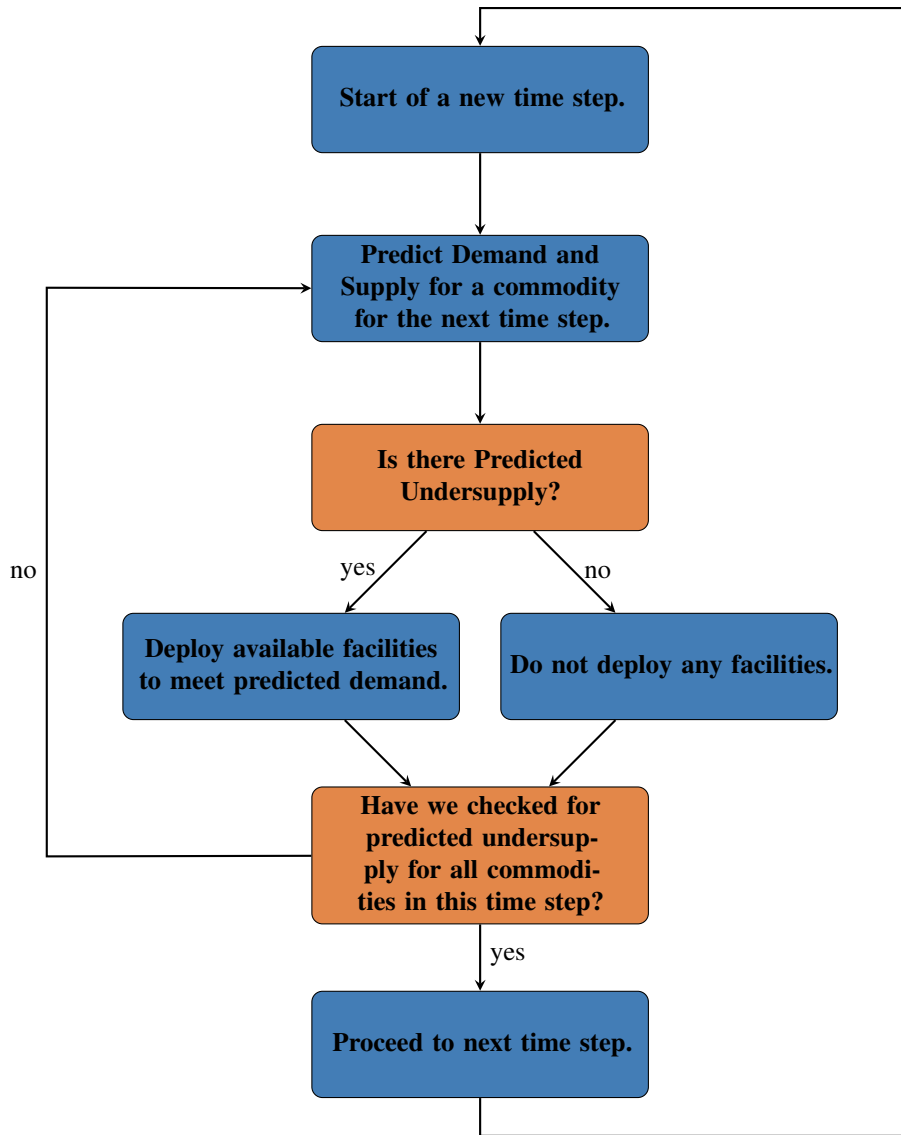 Start of a new time step.
Predict Demand and
Supply for a commodity
for the next time step.
Is there Predicted
Undersupply?
yes
no
no
Deploy available facilities
to meet predicted demand.
Do not deploy any facilities.
Have we checked for
predicted undersup-
ply for all commodi-
ties in this time step?
yes
Proceed to next time step.